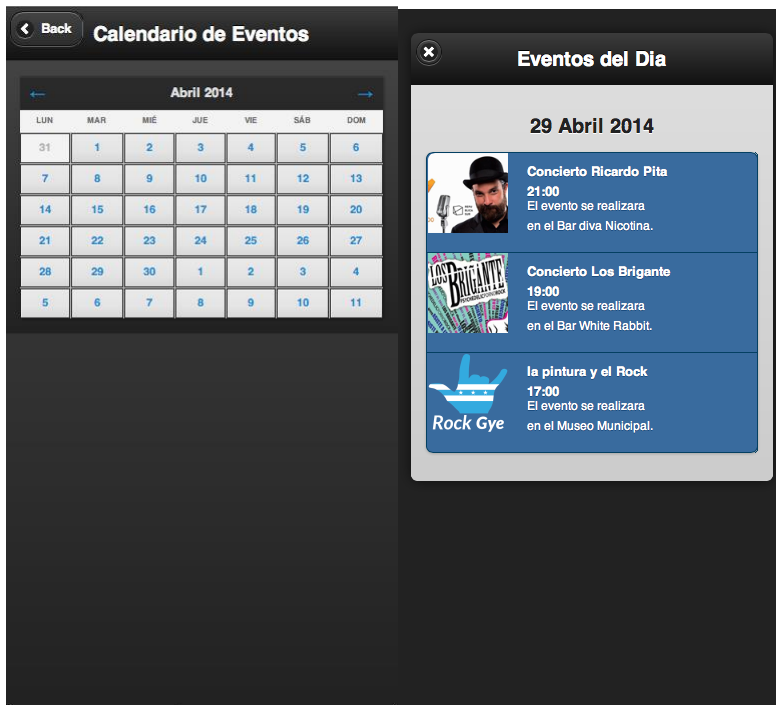 Back
Calendario de Eventos
← Abril 2014 →
LUN MAR MIÉ JUE VIE SÁB DOM
31 1 2 3 4 5 6
7 8 9 10 11 12 13
14 15 16 17 18 19 20
21 22 23 24 25 26 27
28 29 30 1 2 3 4
5 6 7 8 9 10 11
Eventos del Dia
29 Abril 2014
Concierto Ricardo Pita
21:00
El evento se realizara
en el Bar diva Nicotina.
LOS BRIGANTE
Concierto Los Brigante
19:00
El evento se realizara
en el Bar White Rabbit.
Rock Gye
la pintura y el Rock
17:00
El evento se realizara
en el Museo Municipal.